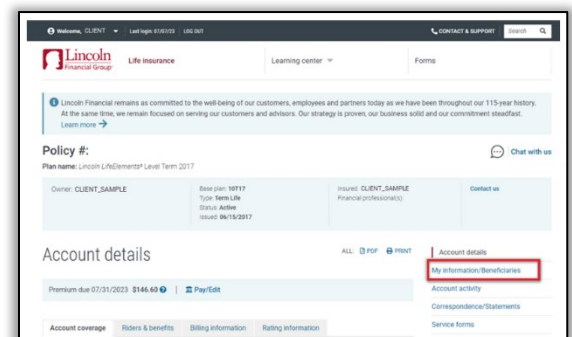 Welcome, CLIENT
Last login: 07/07/23
LOG OUT
CONTACT & SUPPORT
Search
Lincoln
Financial Group®
Life insurance
Learning center
Forms
Lincoln Financial remains as committed to the well-being of our customers, employees and partners today as we have been throughout our 115-year history.
At the same time, we remain focused on serving our customers and advisors. Our strategy is proven, our business solid and our commitment steadfast.
Learn more →
Policy #:
Chat with us
Plan name: Lincoln LifeElements® Level Term 2017
Owner: CLIENT_SAMPLE
Base plan: 10T17
Type: Term Life
Status: Active
Issued: 06/15/2017
Insured: CLIENT_SAMPLE
Financial professional(s):
Contact us
Account details
ALL: PDF PRINT
Premium due 07/31/2023 $146.60 | Pay/Edit
Account coverage
Riders & benefits
Billing information
Rating information
Account details
My information/Beneficiaries
Account activity
Correspondence/Statements
Service forms